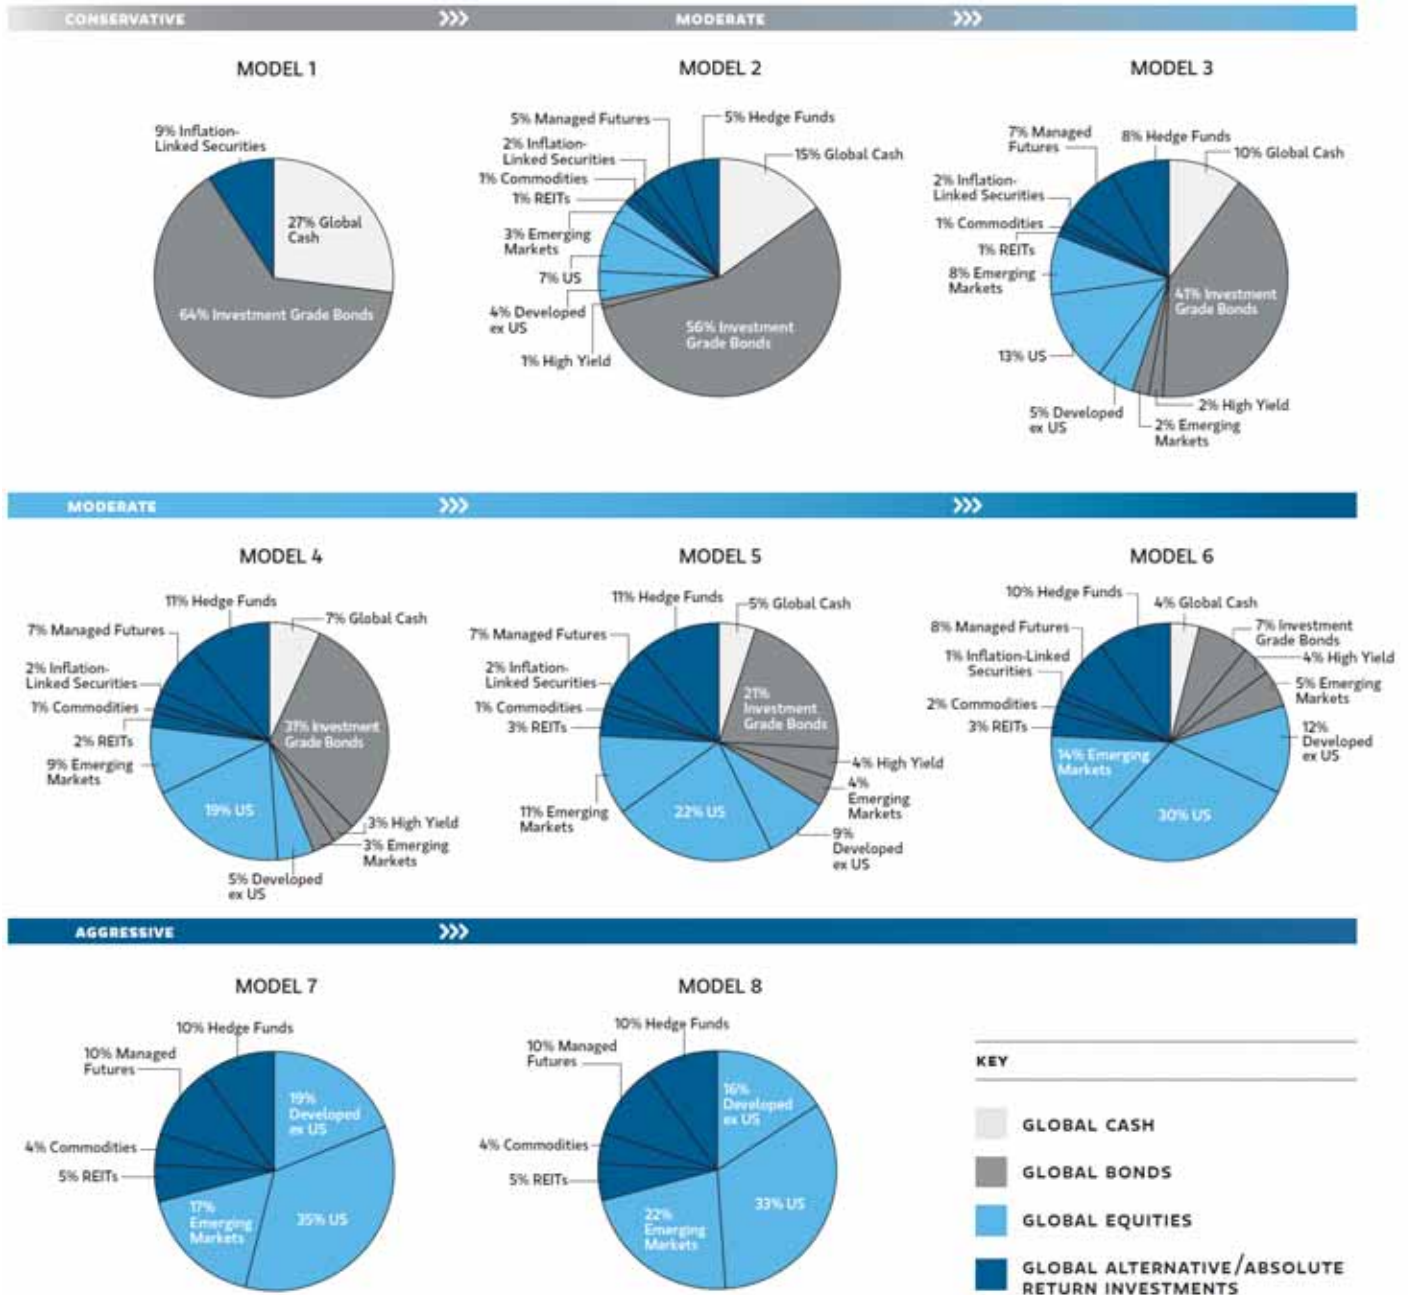 CONSERVATIVE >>> MODERATE >>>
MODEL 1
9% Inflation-
Linked Securities
27% Global
Cash
64% Investment Grade Bonds
MODEL 2
5% Managed Futures
5% Hedge Funds
2% Inflation-
Linked Securities
15% Global Cash
1% Commodities
1% REITs
3% Emerging
Markets
7% US
4% Developed
ex US
56% Investment
Grade Bonds
1% High Yield
MODEL 3
7% Managed
Futures
8% Hedge Funds
10% Global Cash
2% Inflation-
Linked Securities
1% Commodities
1% REITs
8% Emerging
Markets
41% Investment
Grade Bonds
13% US
5% Developed
ex US
2% High Yield
2% Emerging
Markets
MODERATE >>> >>>
MODEL 4
11% Hedge Funds
7% Global Cash
7% Managed Futures
2% Inflation-
Linked Securities
1% Commodities
31% Investment
Grade Bonds
2% REITs
9% Emerging
Markets
19% US
3% High Yield
3% Emerging
Markets
5% Developed
ex US
MODEL 5
11% Hedge Funds
5% Global Cash
7% Managed Futures
2% Inflation-
Linked Securities
21%
Investment
Grade Bonds
1% Commodities
3% REITs
4% High Yield
4%
Emerging
Markets
11% Emerging
Markets
22% US
9%
Developed
ex US
MODEL 6
10% Hedge Funds
4% Global Cash
8% Managed Futures
7% Investment
Grade Bonds
1% Inflation-Linked
Securities
4% High Yield
5% Emerging
Markets
2% Commodities
3% REITs
12%
Developed
ex US
14% Emerging
Markets
30% US
AGGRESSIVE >>>
MODEL 7
10% Hedge Funds
10% Managed
Futures
19%
Developed
ex US
4% Commodities
5% REITs
17%
Emerging
Markets
35% US
MODEL 8
10% Hedge Funds
10% Managed
Futures
16%
Developed
ex US
4% Commodities
5% REITs
22%
Emerging
Markets
33% US
KEY
GLOBAL CASH
GLOBAL BONDS
GLOBAL EQUITIES
GLOBAL ALTERNATIVE/ABSOLUTE
RETURN INVESTMENTS